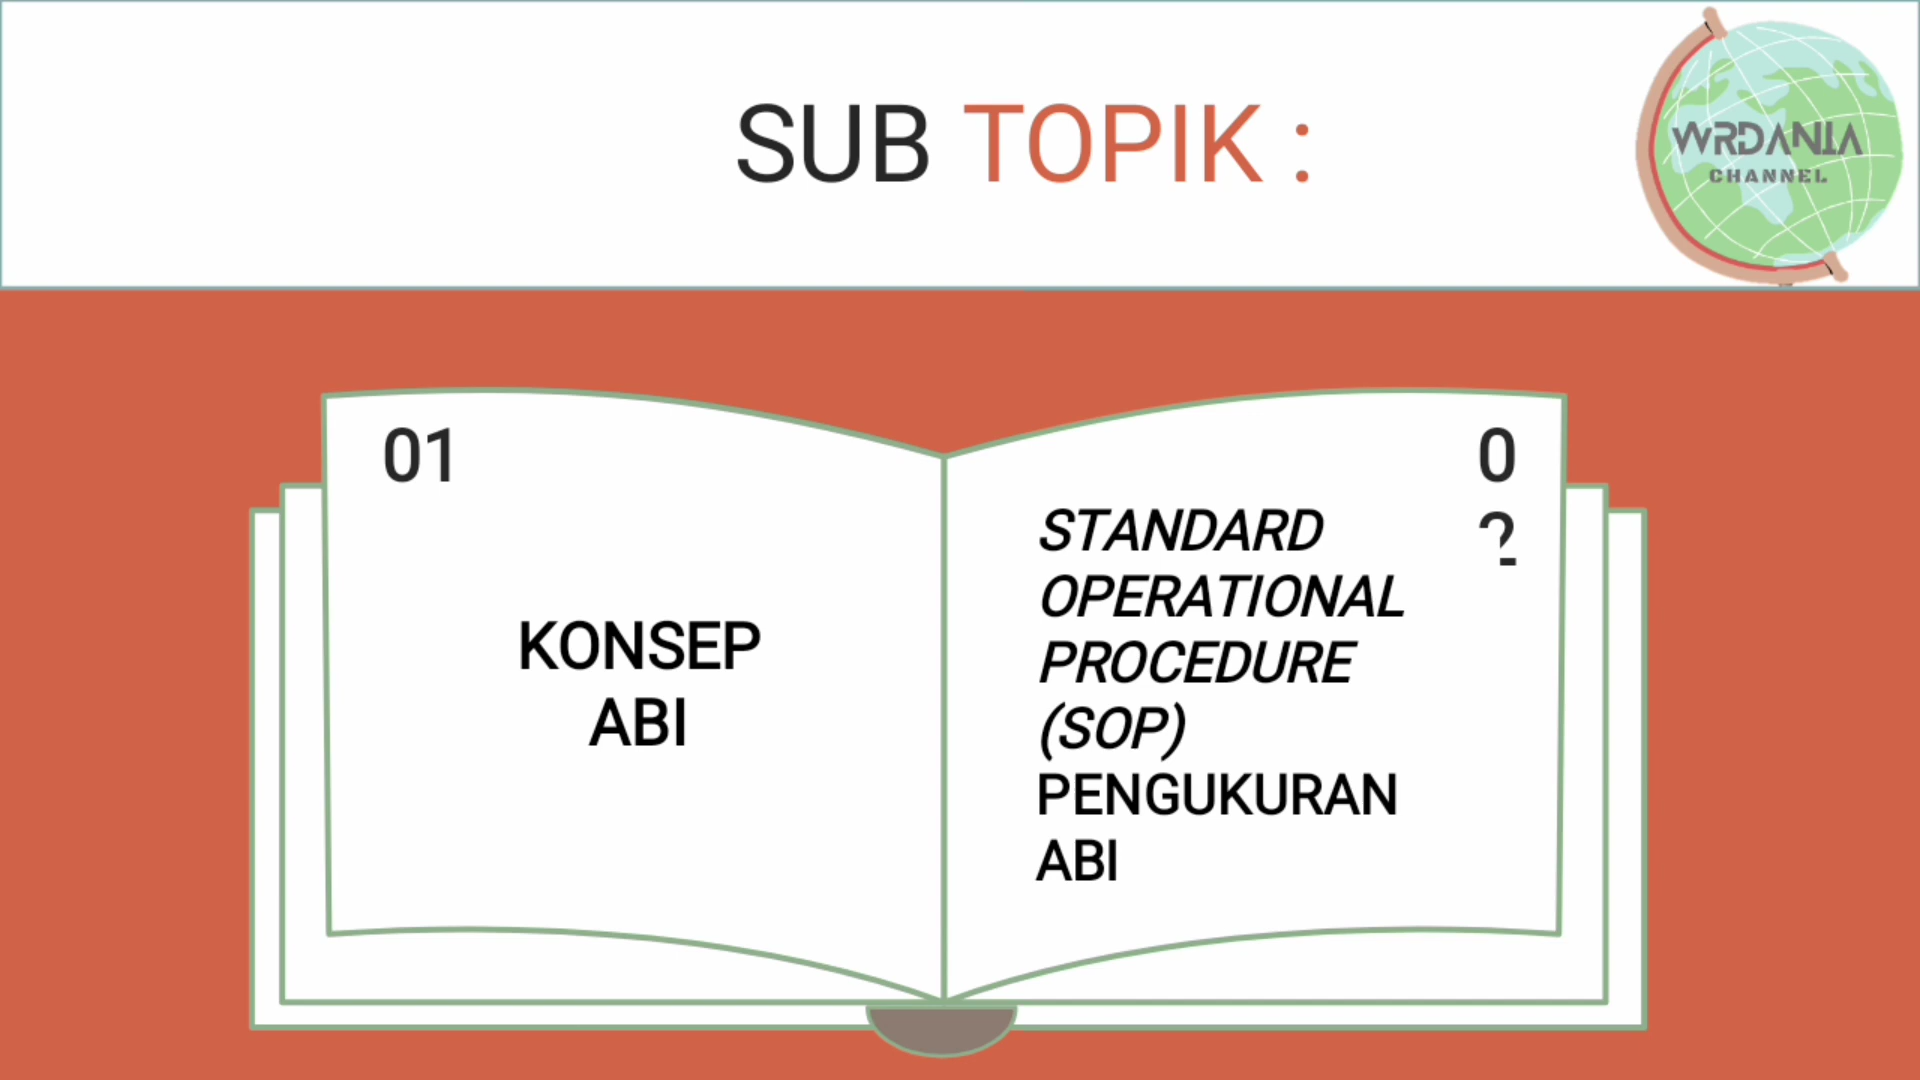 SUB TOPIK :
WRDANIA
CHANNEL
01
KONSEP
ABI
0
2
STANDARD
OPERATIONAL
PROCEDURE
(SOP)
PENGUKURAN
ABI